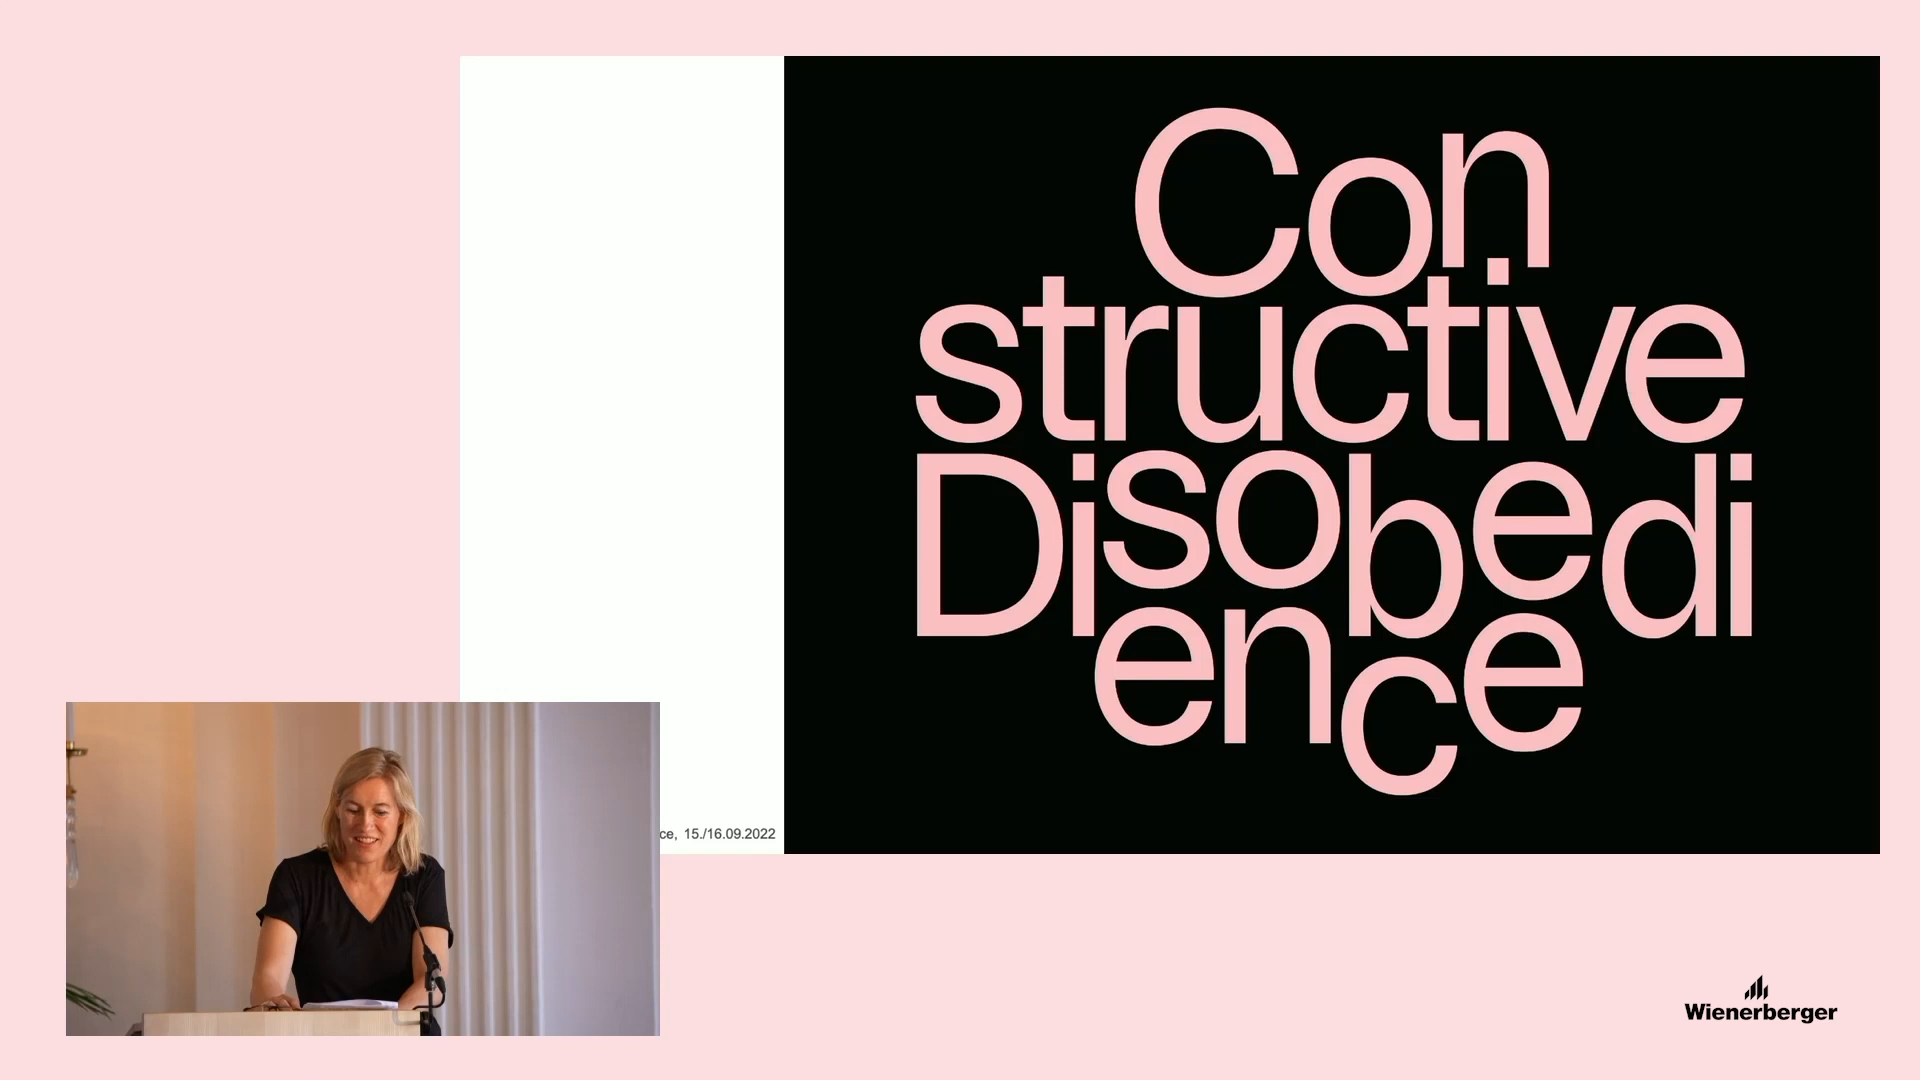 Con
structive
Disobedi
ence
ce, 15./16.09.2022
Wienerberger